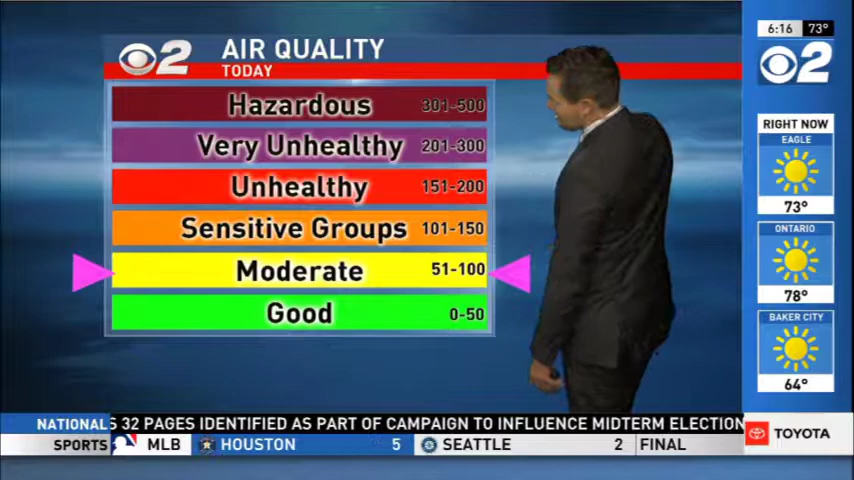 2 AIR QUALITY
TODAY
Hazardous 301-500
Very Unhealthy 201-300
Unhealthy 151-200
Sensitive Groups 101-150
Moderate 51-100
Good 0-50
6:16 73°
2
RIGHT NOW
EAGLE
73°
ONTARIO
78°
BAKER CITY
64°
NATIONAL S 32 PAGES IDENTIFIED AS PART OF CAMPAIGN TO INFLUENCE MIDTERM ELECTION
SPORTS MLB HOUSTON 5 SEATTLE 2 FINAL
TOYOTA